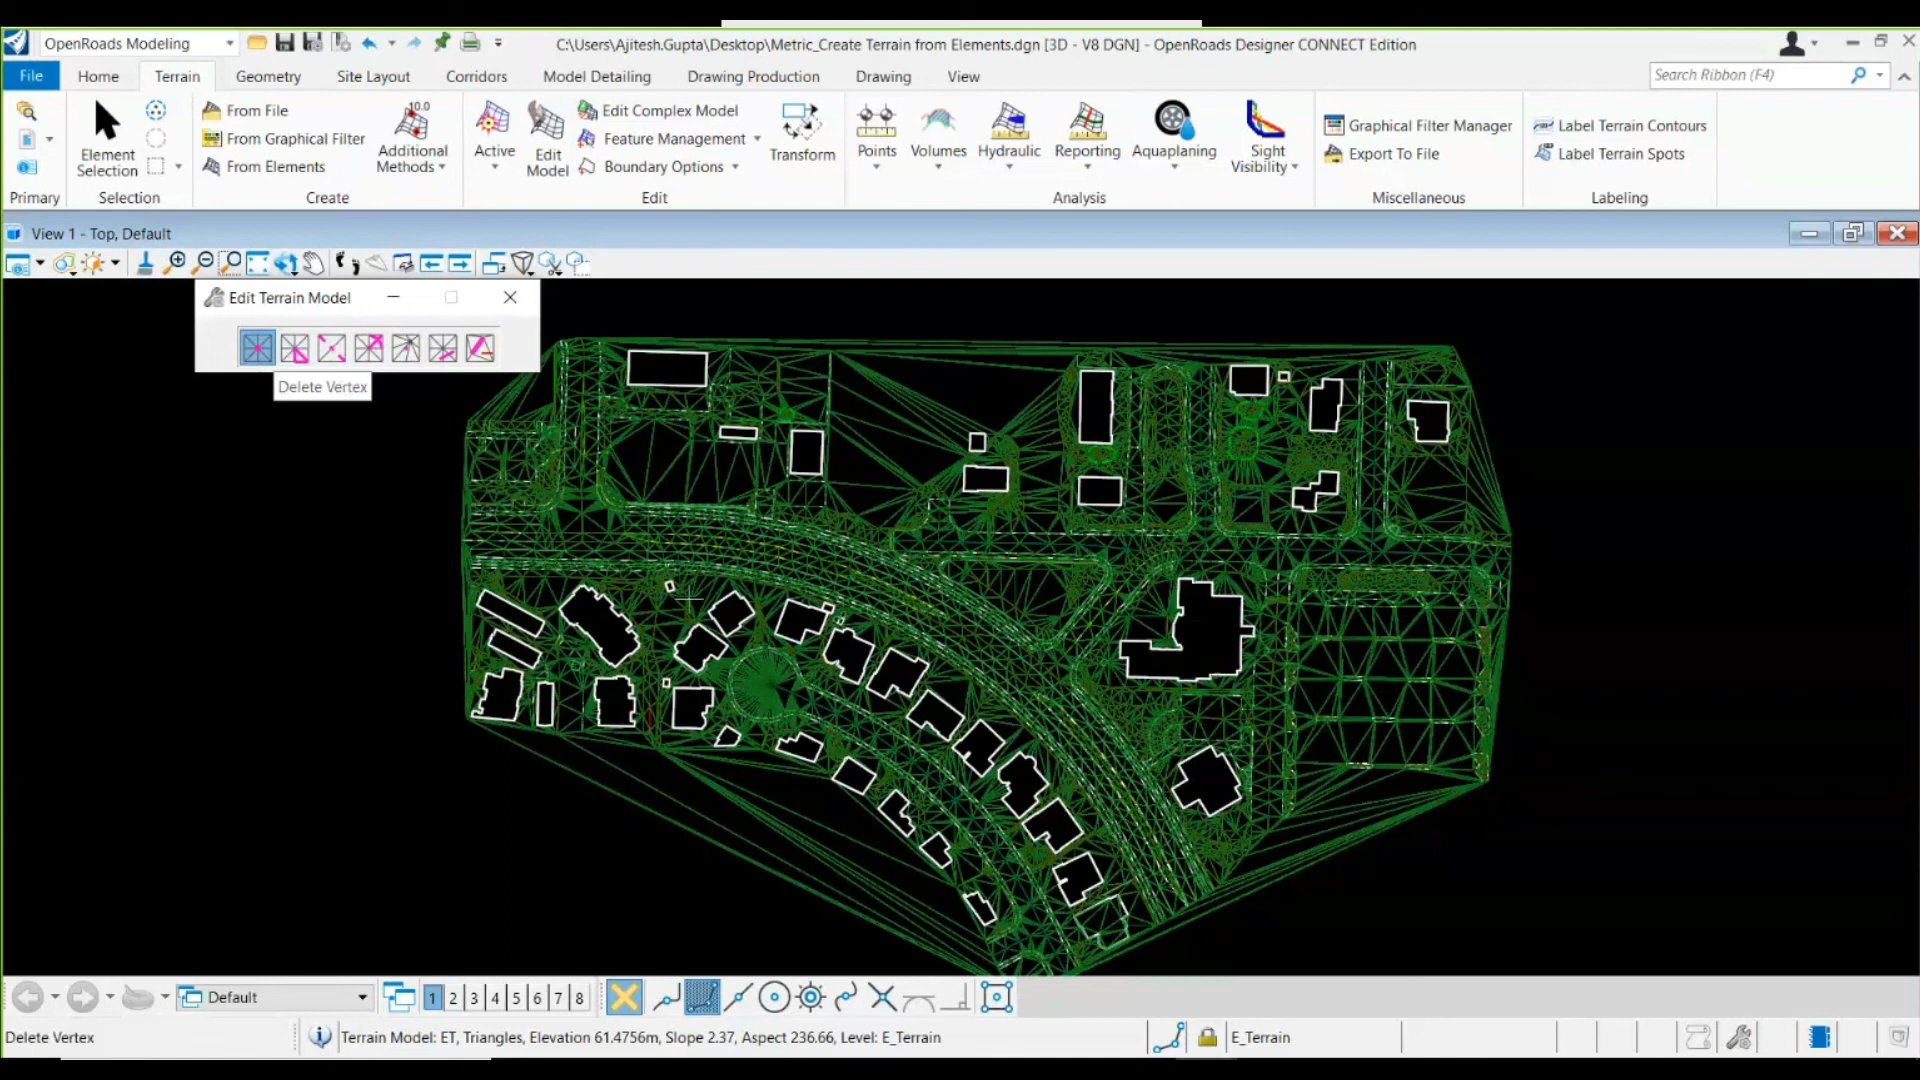 OpenRoads Modeling
C:\Users\Ajitesh.Gupta\Desktop\Metric_Create Terrain from Elements.dgn [3D - V8 DGN] - OpenRoads Designer CONNECT Edition
File Home Terrain Geometry Site Layout Corridors Model Detailing Drawing Production Drawing View
Search Ribbon (F4)
Primary
Element Selection
Selection
From File
From Graphical Filter
From Elements
10.0
Additional Methods
Create
Active
Edit Model
Edit Complex Model
Feature Management
Boundary Options
Transform
Edit
Points
Volumes
Hydraulic
Reporting
Aquaplaning
Sight Visibility
Analysis
Graphical Filter Manager
Export To File
Miscellaneous
Label Terrain Contours
Label Terrain Spots
Labeling
View 1 - Top, Default
Edit Terrain Model
Delete Vertex
Default
1 2 3 4 5 6 7 8
Delete Vertex
Terrain Model: ET, Triangles, Elevation 61.4756m, Slope 2.37, Aspect 236.66, Level: E_Terrain
E_Terrain